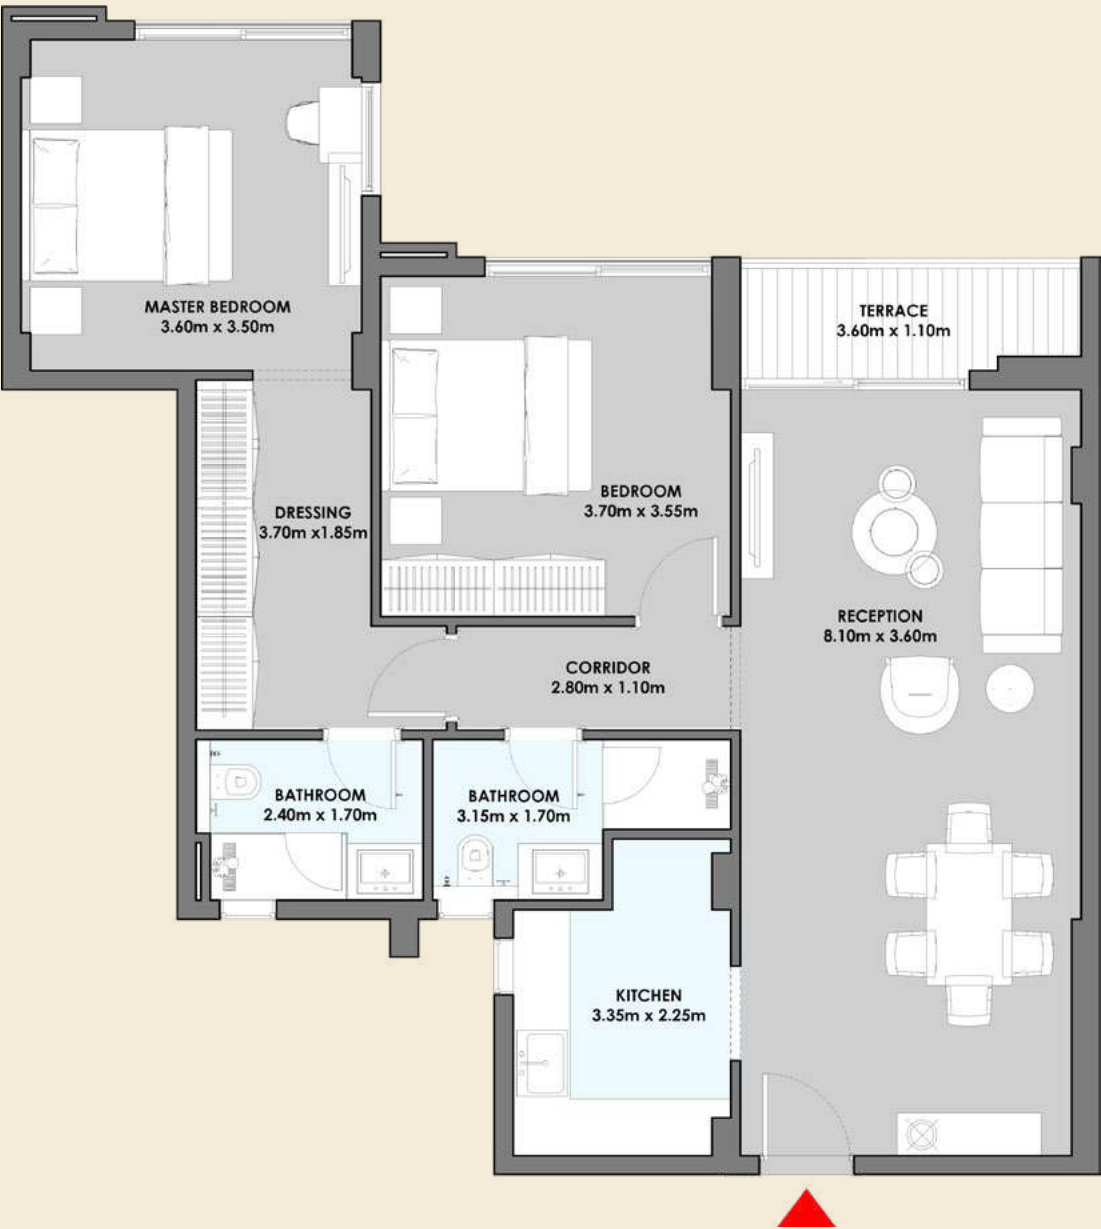 MASTER BEDROOM
3.60m x 3.50m
TERRACE
3.60m x 1.10m
BEDROOM
3.70m x 3.55m
DRESSING
3.70m x1.85m
RECEPTION
8.10m x 3.60m
CORRIDOR
2.80m x 1.10m
BATHROOM
2.40m x 1.70m
BATHROOM
3.15m x 1.70m
KITCHEN
3.35m x 2.25m